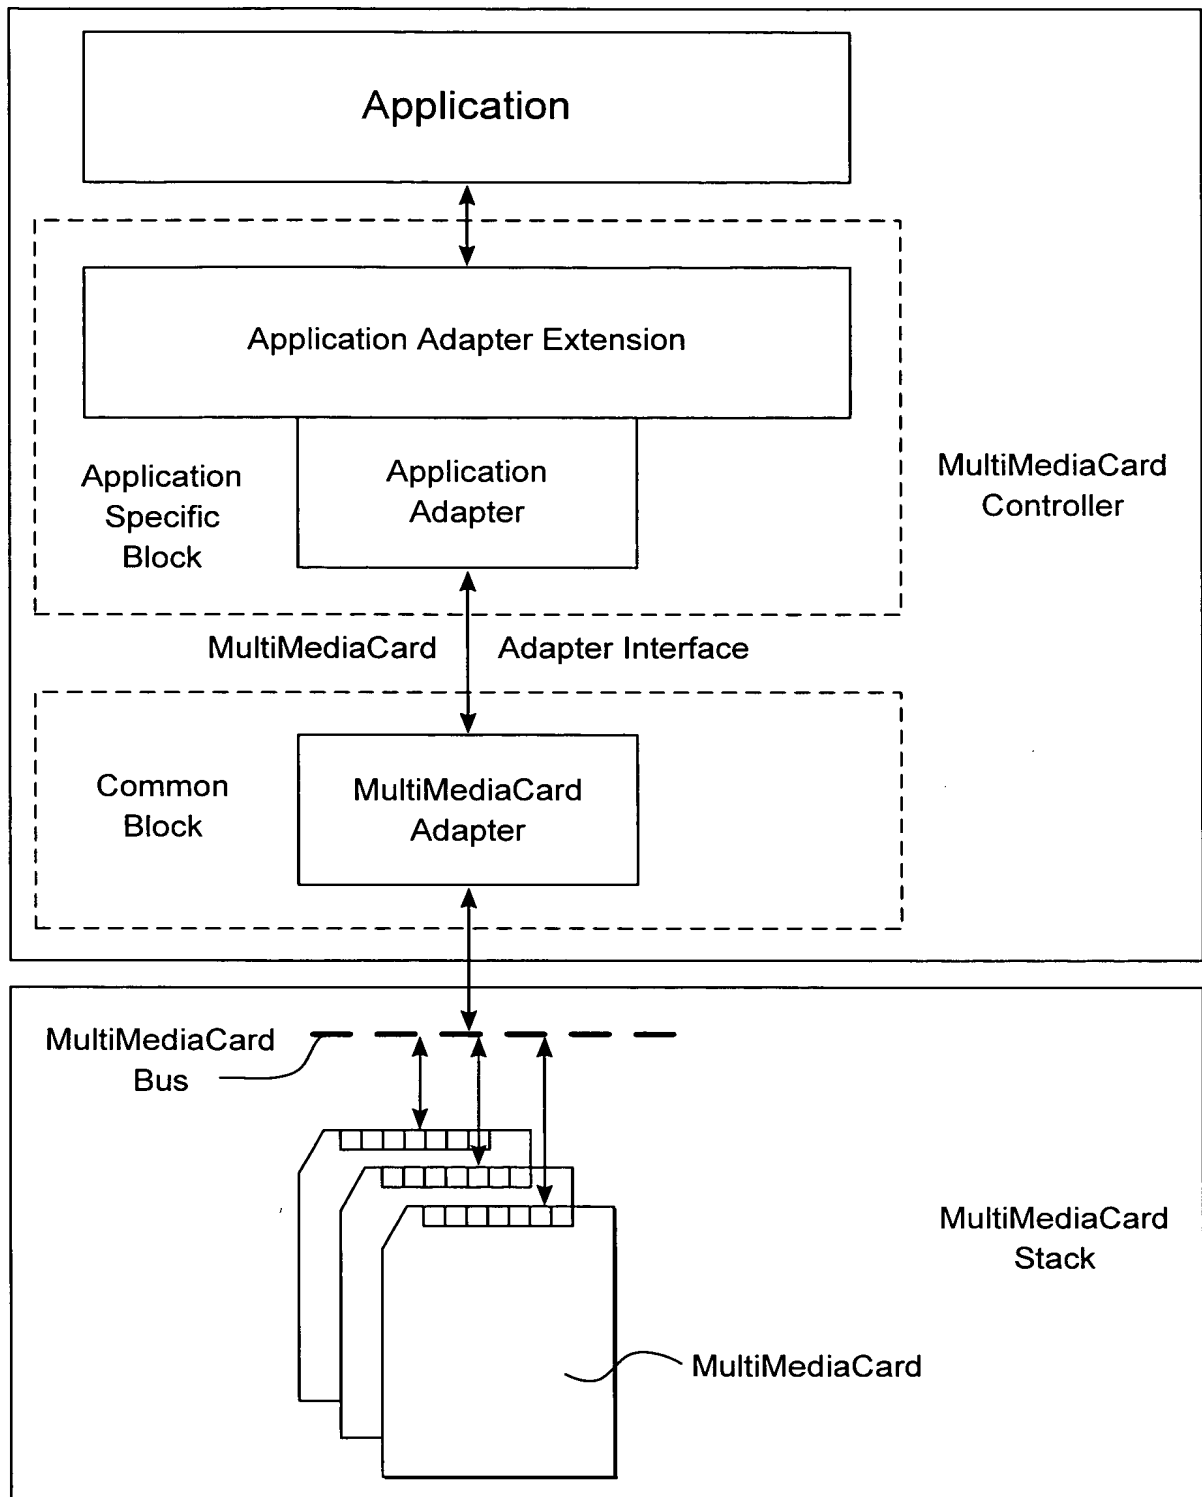 Application
Application Adapter Extension
Application
Adapter
Application
Specific
Block
MultiMediaCard
Controller
MultiMediaCard Adapter Interface
Common
Block
MultiMediaCard
Adapter
MultiMediaCard
Bus
MultiMediaCard
Stack
MultiMediaCard